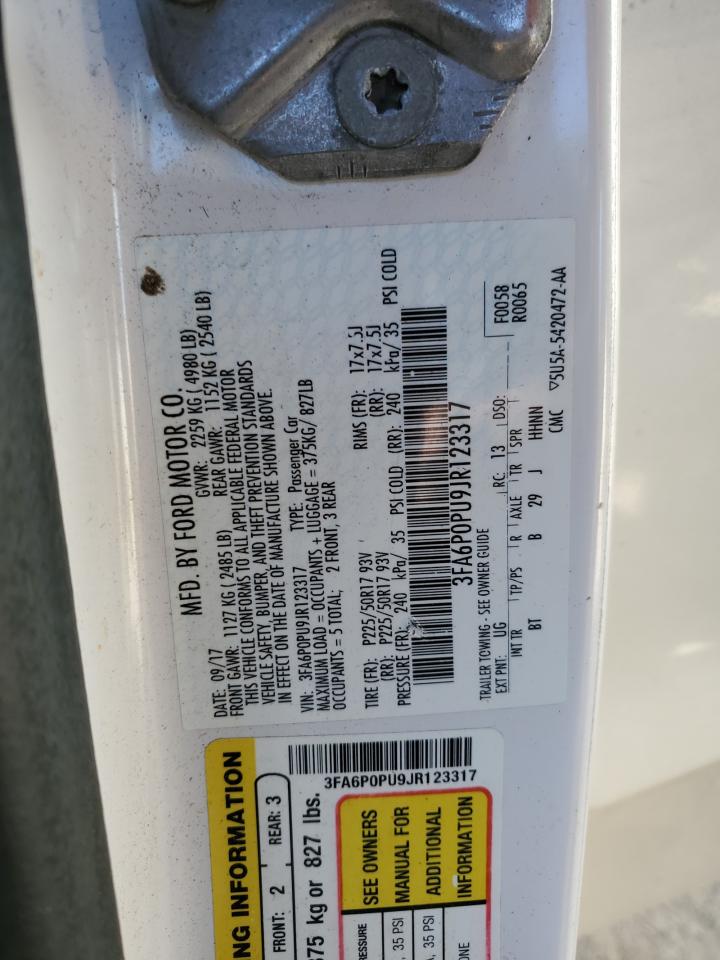 MFD. BY FORD MOTOR CO.
DATE: 09/17 GVWR: 2259 KG ( 4980 LB)
FRONT GAWR: 1127 KG ( 2485 LB) REAR GAWR: 1152 KG ( 2540 LB)
THIS VEHICLE CONFORMS TO ALL APPLICABLE FEDERAL MOTOR
VEHICLE SAFETY, BUMPER, AND THEFT PREVENTION STANDARDS
IN EFFECT ON THE DATE OF MANUFACTURE SHOWN ABOVE.
VIN: 3FA6P0PU9JR123317 TYPE: Passenger Car
MAXIMUM LOAD = OCCUPANTS + LUGGAGE = 375KG/ 827LB
OCCUPANTS = 5 TOTAL; 2 FRONT, 3 REAR
TIRE (FR): P225/50R17 93V RIMS (FR): 17x7.5J
(RR): P225/50R17 93V (RR): 17x7.5J
PRESSURE (FR): 240 kPa/ 35 PSI COLD (RR): 240 kPa/ 35 PSI COLD
3FA6P0PU9JR123317
TRAILER TOWING - SEE OWNER GUIDE
F0058
R0065
EXT PNT: UG RC: 13 DSO:
INT TR TP/PS R AXLE TR SPR
BT B 29 J HHNN
CMC ▽5U5A-5420472-AA
NG INFORMATION
FRONT: 2 REAR: 3
3FA6P0PU9JR123317
375 kg or 827 lbs.
SEE OWNERS
MANUAL FOR
ADDITIONAL
INFORMATION
PRESSURE
, 35 PSI
A, 35 PSI
ONE